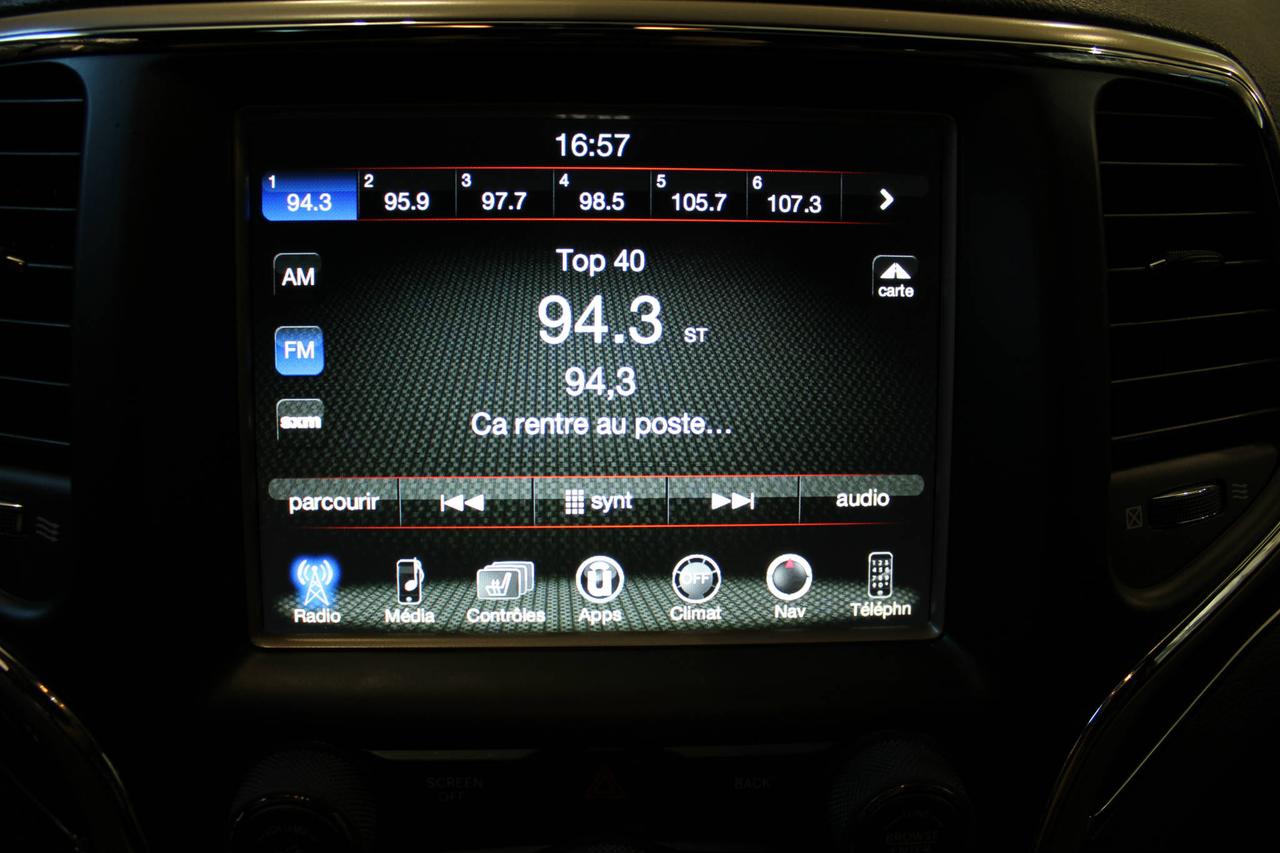 16:57
1 2 3 4 5 6
94.3 95.9 97.7 98.5 105.7 107.3
Top 40
AM
carte
94.3 ST
FM
94,3
sxm
Ca rentre au poste...
parcourir synt audio
OFF
Radio Média Contrôles Apps Climat Nav Téléphn
SCREEN BACK
OFF
BROWSE